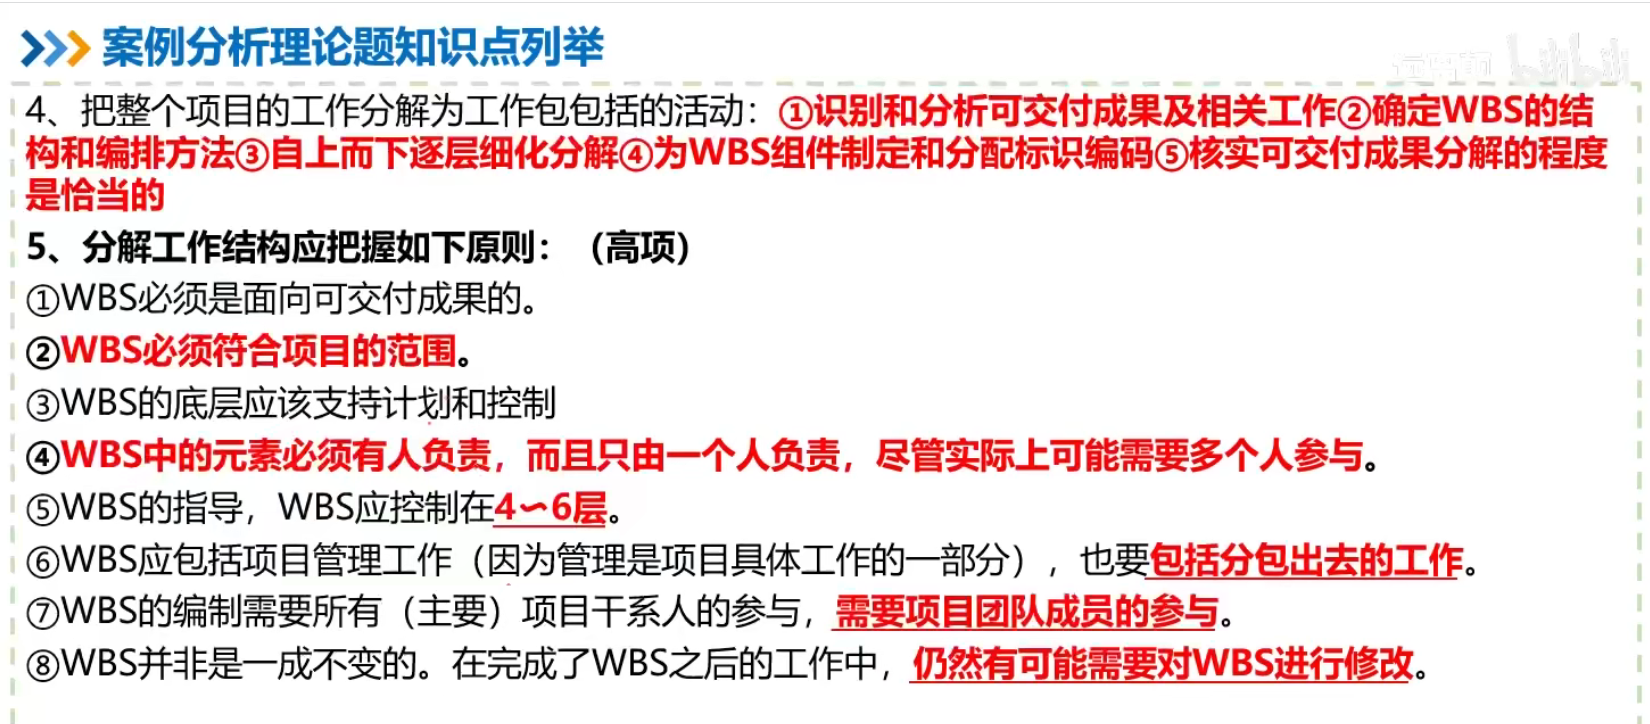 案例分析理论题知识点列举
bilibili
4、把整个项目的工作分解为工作包包括的活动：①识别和分析可交付成果及相关工作②确定WBS的结
构和编排方法③自上而下逐层细化分解④为WBS组件制定和分配标识编码⑤核实可交付成果分解的程度
是恰当的
5、分解工作结构应把握如下原则：（高项）
①WBS必须是面向可交付成果的。
②WBS必须符合项目的范围。
③WBS的底层应该支持计划和控制
④WBS中的元素必须有人负责，而且只由一个人负责，尽管实际上可能需要多个人参与。
⑤WBS的指导，WBS应控制在4～6层。
⑥WBS应包括项目管理工作（因为管理是项目具体工作的一部分），也要包括分包出去的工作。
⑦WBS的编制需要所有（主要）项目干系人的参与，需要项目团队成员的参与。
⑧WBS并非是一成不变的。在完成了WBS之后的工作中，仍然有可能需要对WBS进行修改。